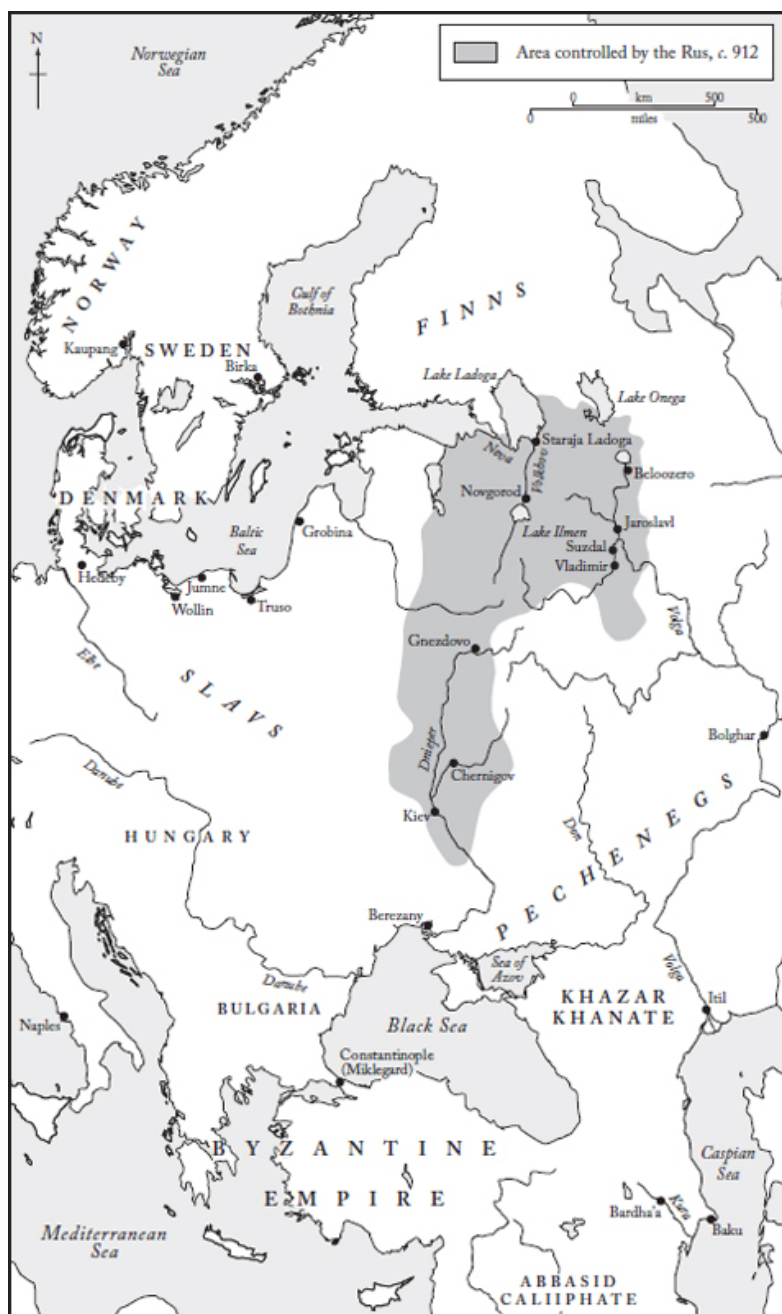 Norwegian
Sea
N
Area controlled by the Rus, c. 912
0 km 500
0 miles 500
NORWAY
Gulf of
Bothnia
FINNS
Kaupang
SWEDEN
Birka
Lake Ladoga
Lake Onega
Neva
Volkhov
Staraja Ladoga
Beloozero
DENMARK
Novgorod
Baltic
Sea
Grobina
Lake Ilmen
Jaroslavl
Suzdal
Vladimir
Hedeby
Jumne
Wollin
Truso
Volga
Elbe
SLAVS
Gnezdovo
Dnieper
Bolghar
Danube
Chernigov
Kiev
Don
HUNGARY
PECHENEGS
Berezany
Sea of
Azov
Volga
Danube
BULGARIA
KHAZAR
KHANATE
Itil
Naples
Black Sea
Constantinople
(Miklegard)
BYZANTINE
EMPIRE
Caspian
Sea
Bardha'a
Kura
Baku
Mediterranean
Sea
ABBASID
CALIIPHATE